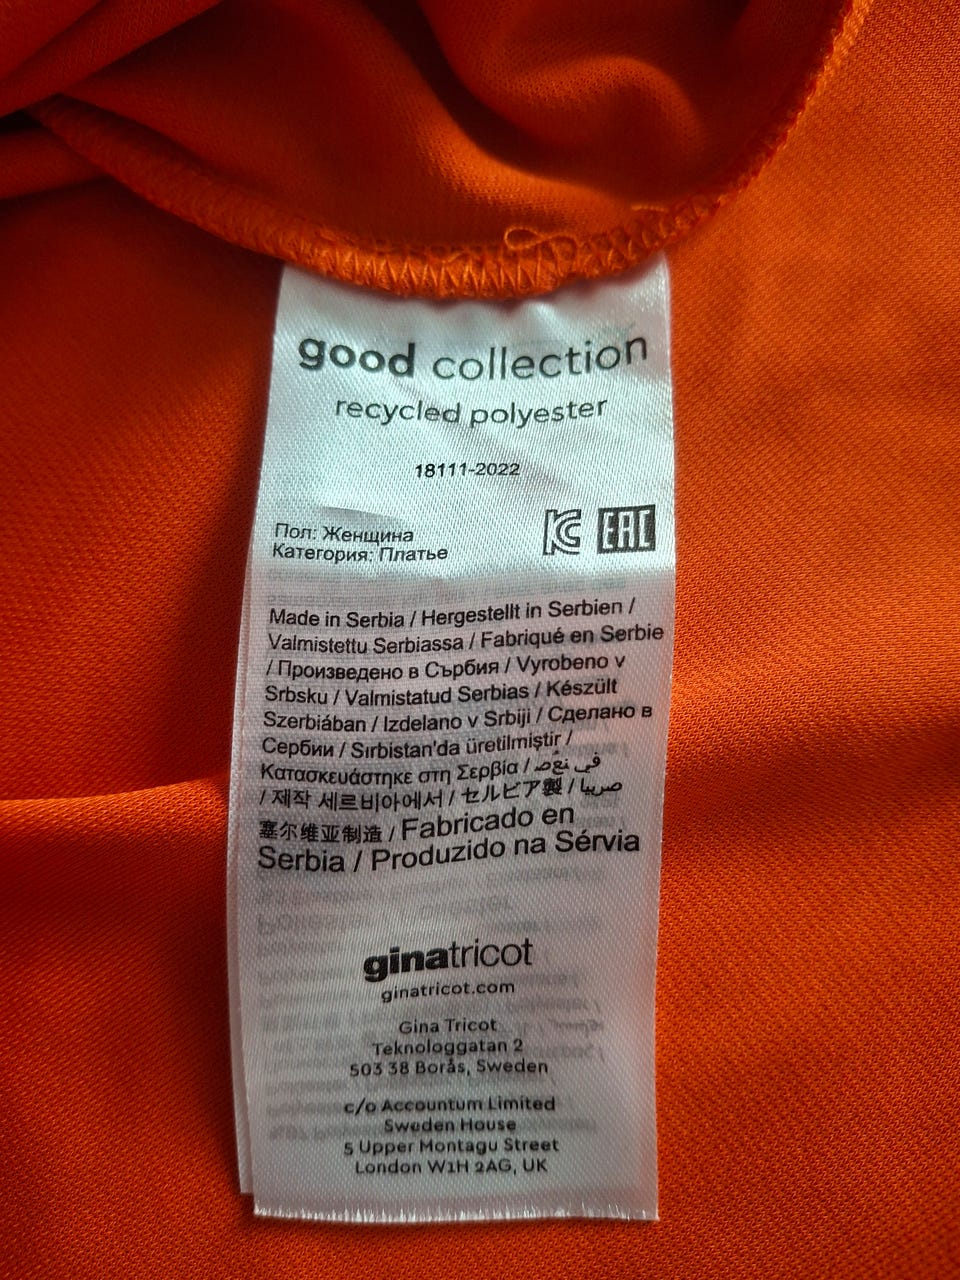 good collection
recycled polyester
18111-2022
Пол: Женщина
Категория: Платье
EAC
Made in Serbia / Hergestellt in Serbien /
Valmistettu Serbiassa / Fabriqué en Serbie
/ Произведено в Сърбия / Vyrobeno v
Srbsku / Valmistatud Serbias / Készült
Szerbiában / Izdelano v Srbiji / Сделано в
Сербии / Sırbistan'da üretilmiştir /
Κατασκευάστηκε στη Σερβία / في
/ 제작 세르비아에서 / セルビア製 / صربيا
塞尔维亚制造 / Fabricado en
Serbia / Produzido na Sérvia
ginatricot
ginatricot.com
Gina Tricot
Teknologgatan 2
503 38 Borås, Sweden
c/o Accountum Limited
Sweden House
5 Upper Montagu Street
London W1H 2AG, UK